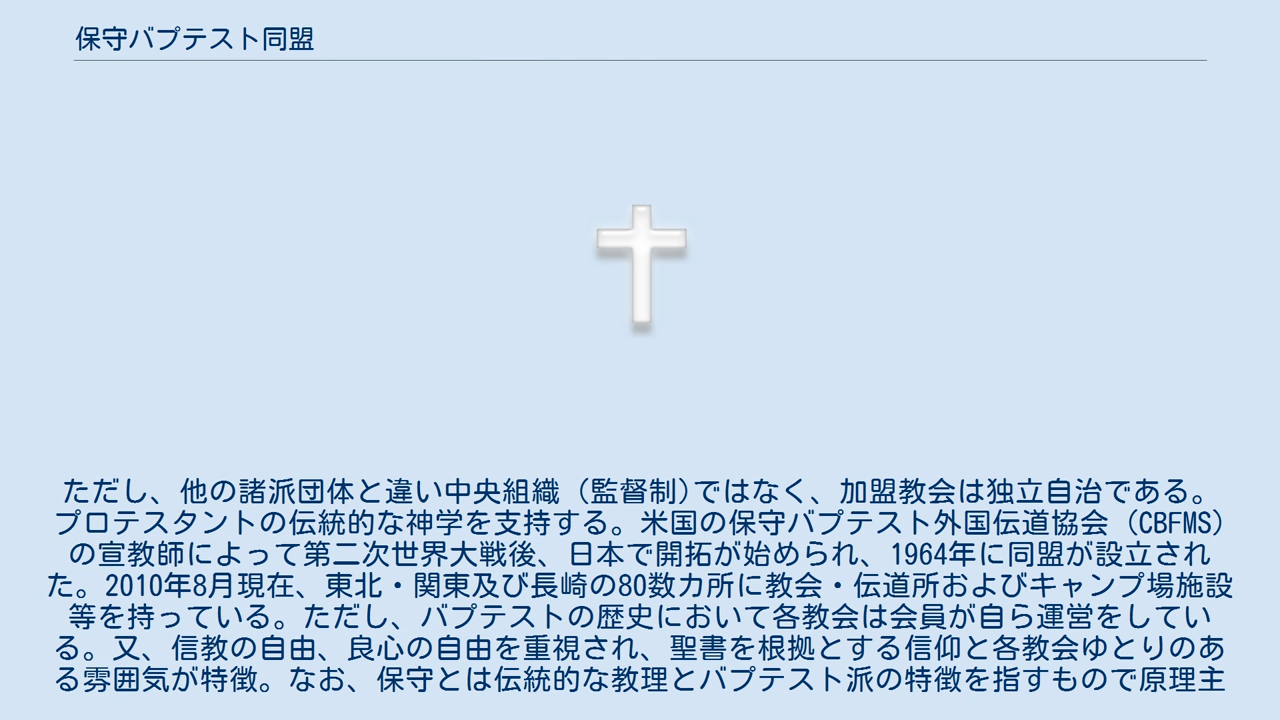 保守バプテスト同盟
ただし、他の諸派団体と違い中央組織（監督制)ではなく、加盟教会は独立自治である。
プロテスタントの伝統的な神学を支持する。米国の保守バプテスト外国伝道協会（CBFMS）
の宣教師によって第二次世界大戦後、日本で開拓が始められ、1964年に同盟が設立され
た。2010年8月現在、東北・関東及び長崎の80数カ所に教会・伝道所およびキャンプ場施設
等を持っている。ただし、バプテストの歴史において各教会は会員が自ら運営をしてい
る。又、信教の自由、良心の自由を重視され、聖書を根拠とする信仰と各教会ゆとりのあ
る雰囲気が特徴。なお、保守とは伝統的な教理とバプテスト派の特徴を指すもので原理主